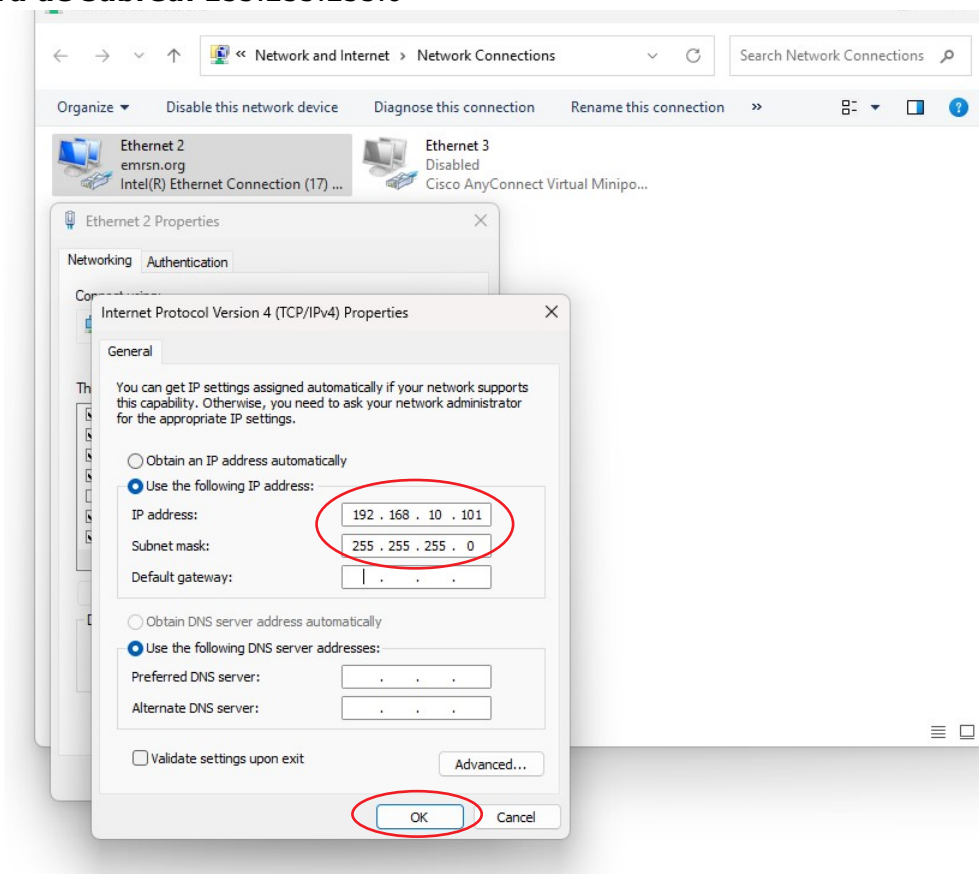 255.255.255.0
« Network and Internet > Network Connections
Search Network Connections
Organize Disable this network device Diagnose this connection Rename this connection »
Ethernet 2
emrsn.org
Intel(R) Ethernet Connection (17) ...
Ethernet 3
Disabled
Cisco AnyConnect Virtual Minipo...
Ethernet 2 Properties
Networking Authentication
Internet Protocol Version 4 (TCP/IPv4) Properties
General
You can get IP settings assigned automatically if your network supports
this capability. Otherwise, you need to ask your network administrator
for the appropriate IP settings.
Obtain an IP address automatically
Use the following IP address:
IP address: 192 . 168 . 10 . 101
Subnet mask: 255 . 255 . 255 . 0
Default gateway: . . .
Obtain DNS server address automatically
Use the following DNS server addresses:
Preferred DNS server: . . .
Alternate DNS server: . . .
Validate settings upon exit
Advanced...
OK Cancel